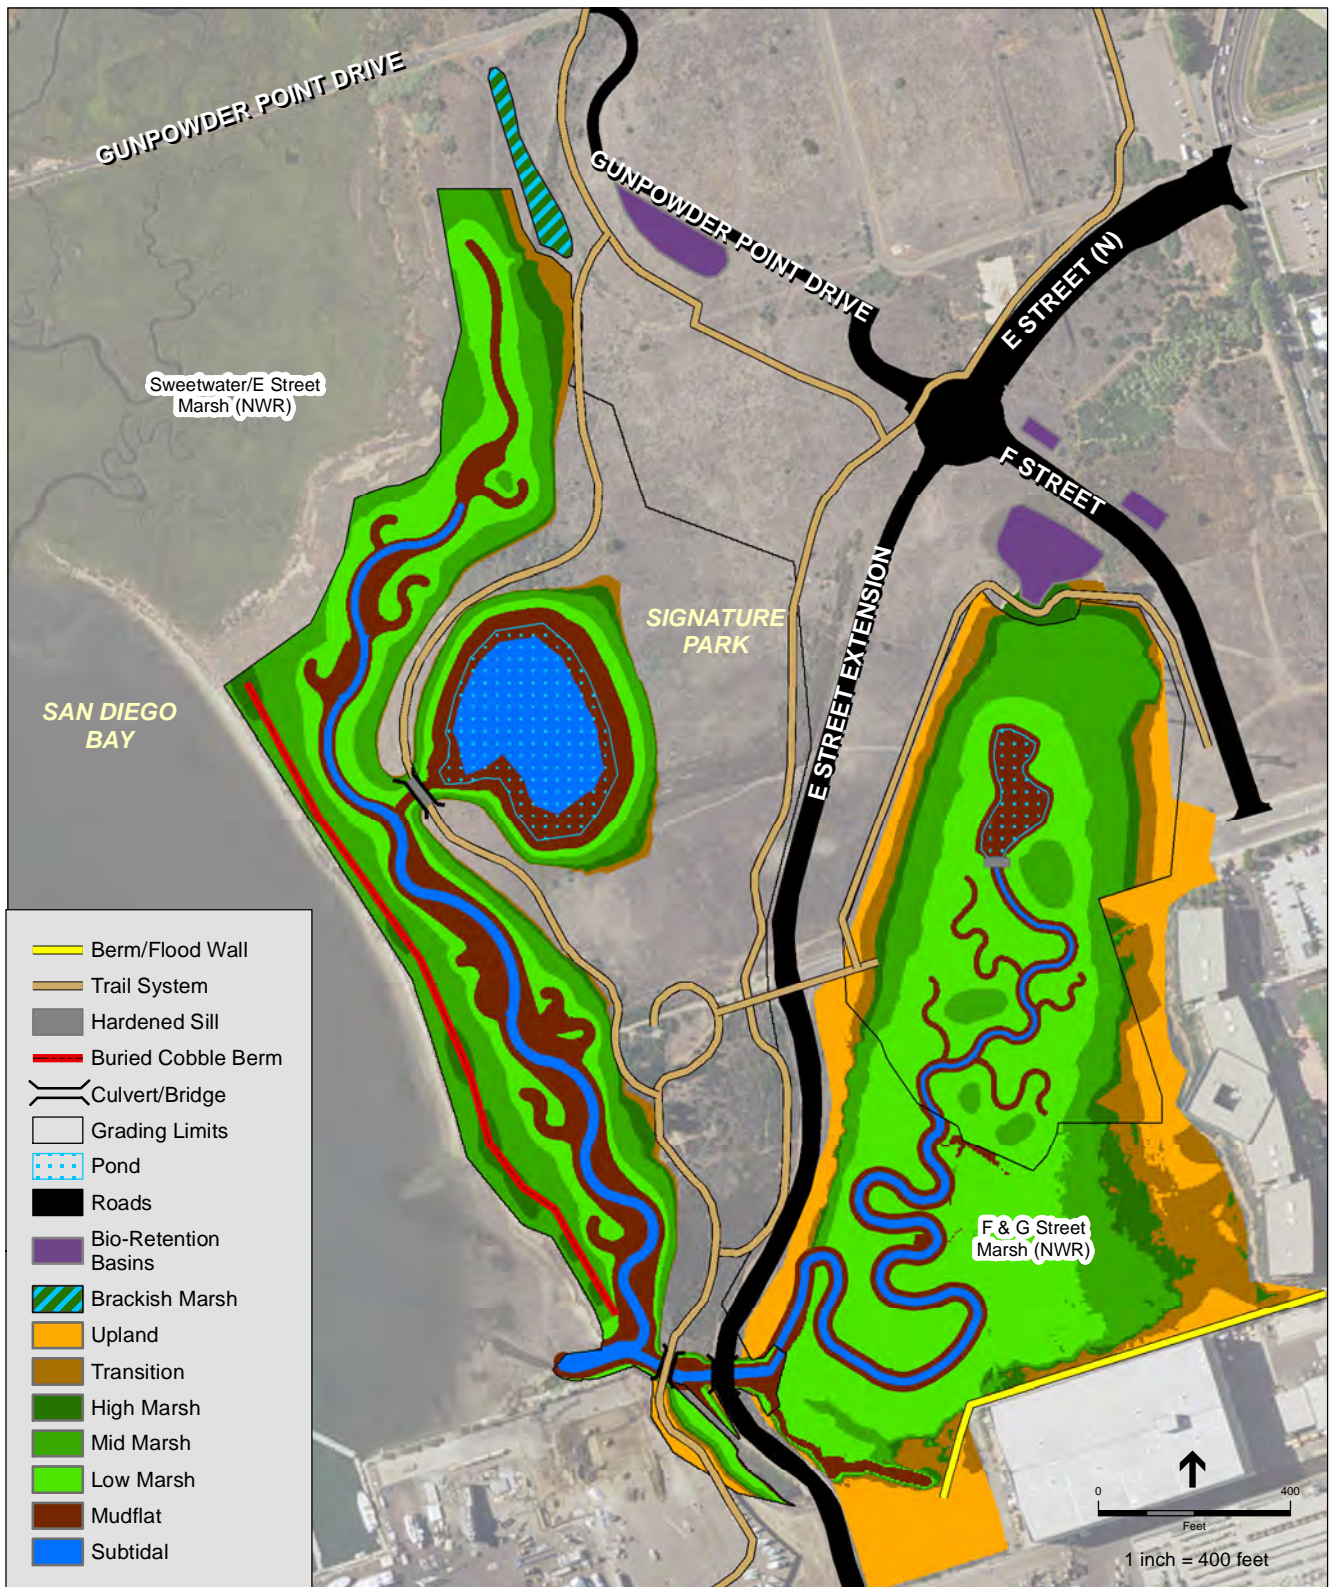 GUNPOWDER POINT DRIVE
GUNPOWDER POINT DRIVE
E STREET (N)
Sweetwater/E Street
Marsh (NWR)
F STREET
SIGNATURE
PARK
E STREET EXTENSION
SAN DIEGO
BAY
F & G Street
Marsh (NWR)
Berm/Flood Wall
Trail System
Hardened Sill
Buried Cobble Berm
Culvert/Bridge
Grading Limits
Pond
Roads
Bio-Retention
Basins
Brackish Marsh
Upland
Transition
High Marsh
Mid Marsh
Low Marsh
Mudflat
Subtidal
0 400
Feet
1 inch = 400 feet